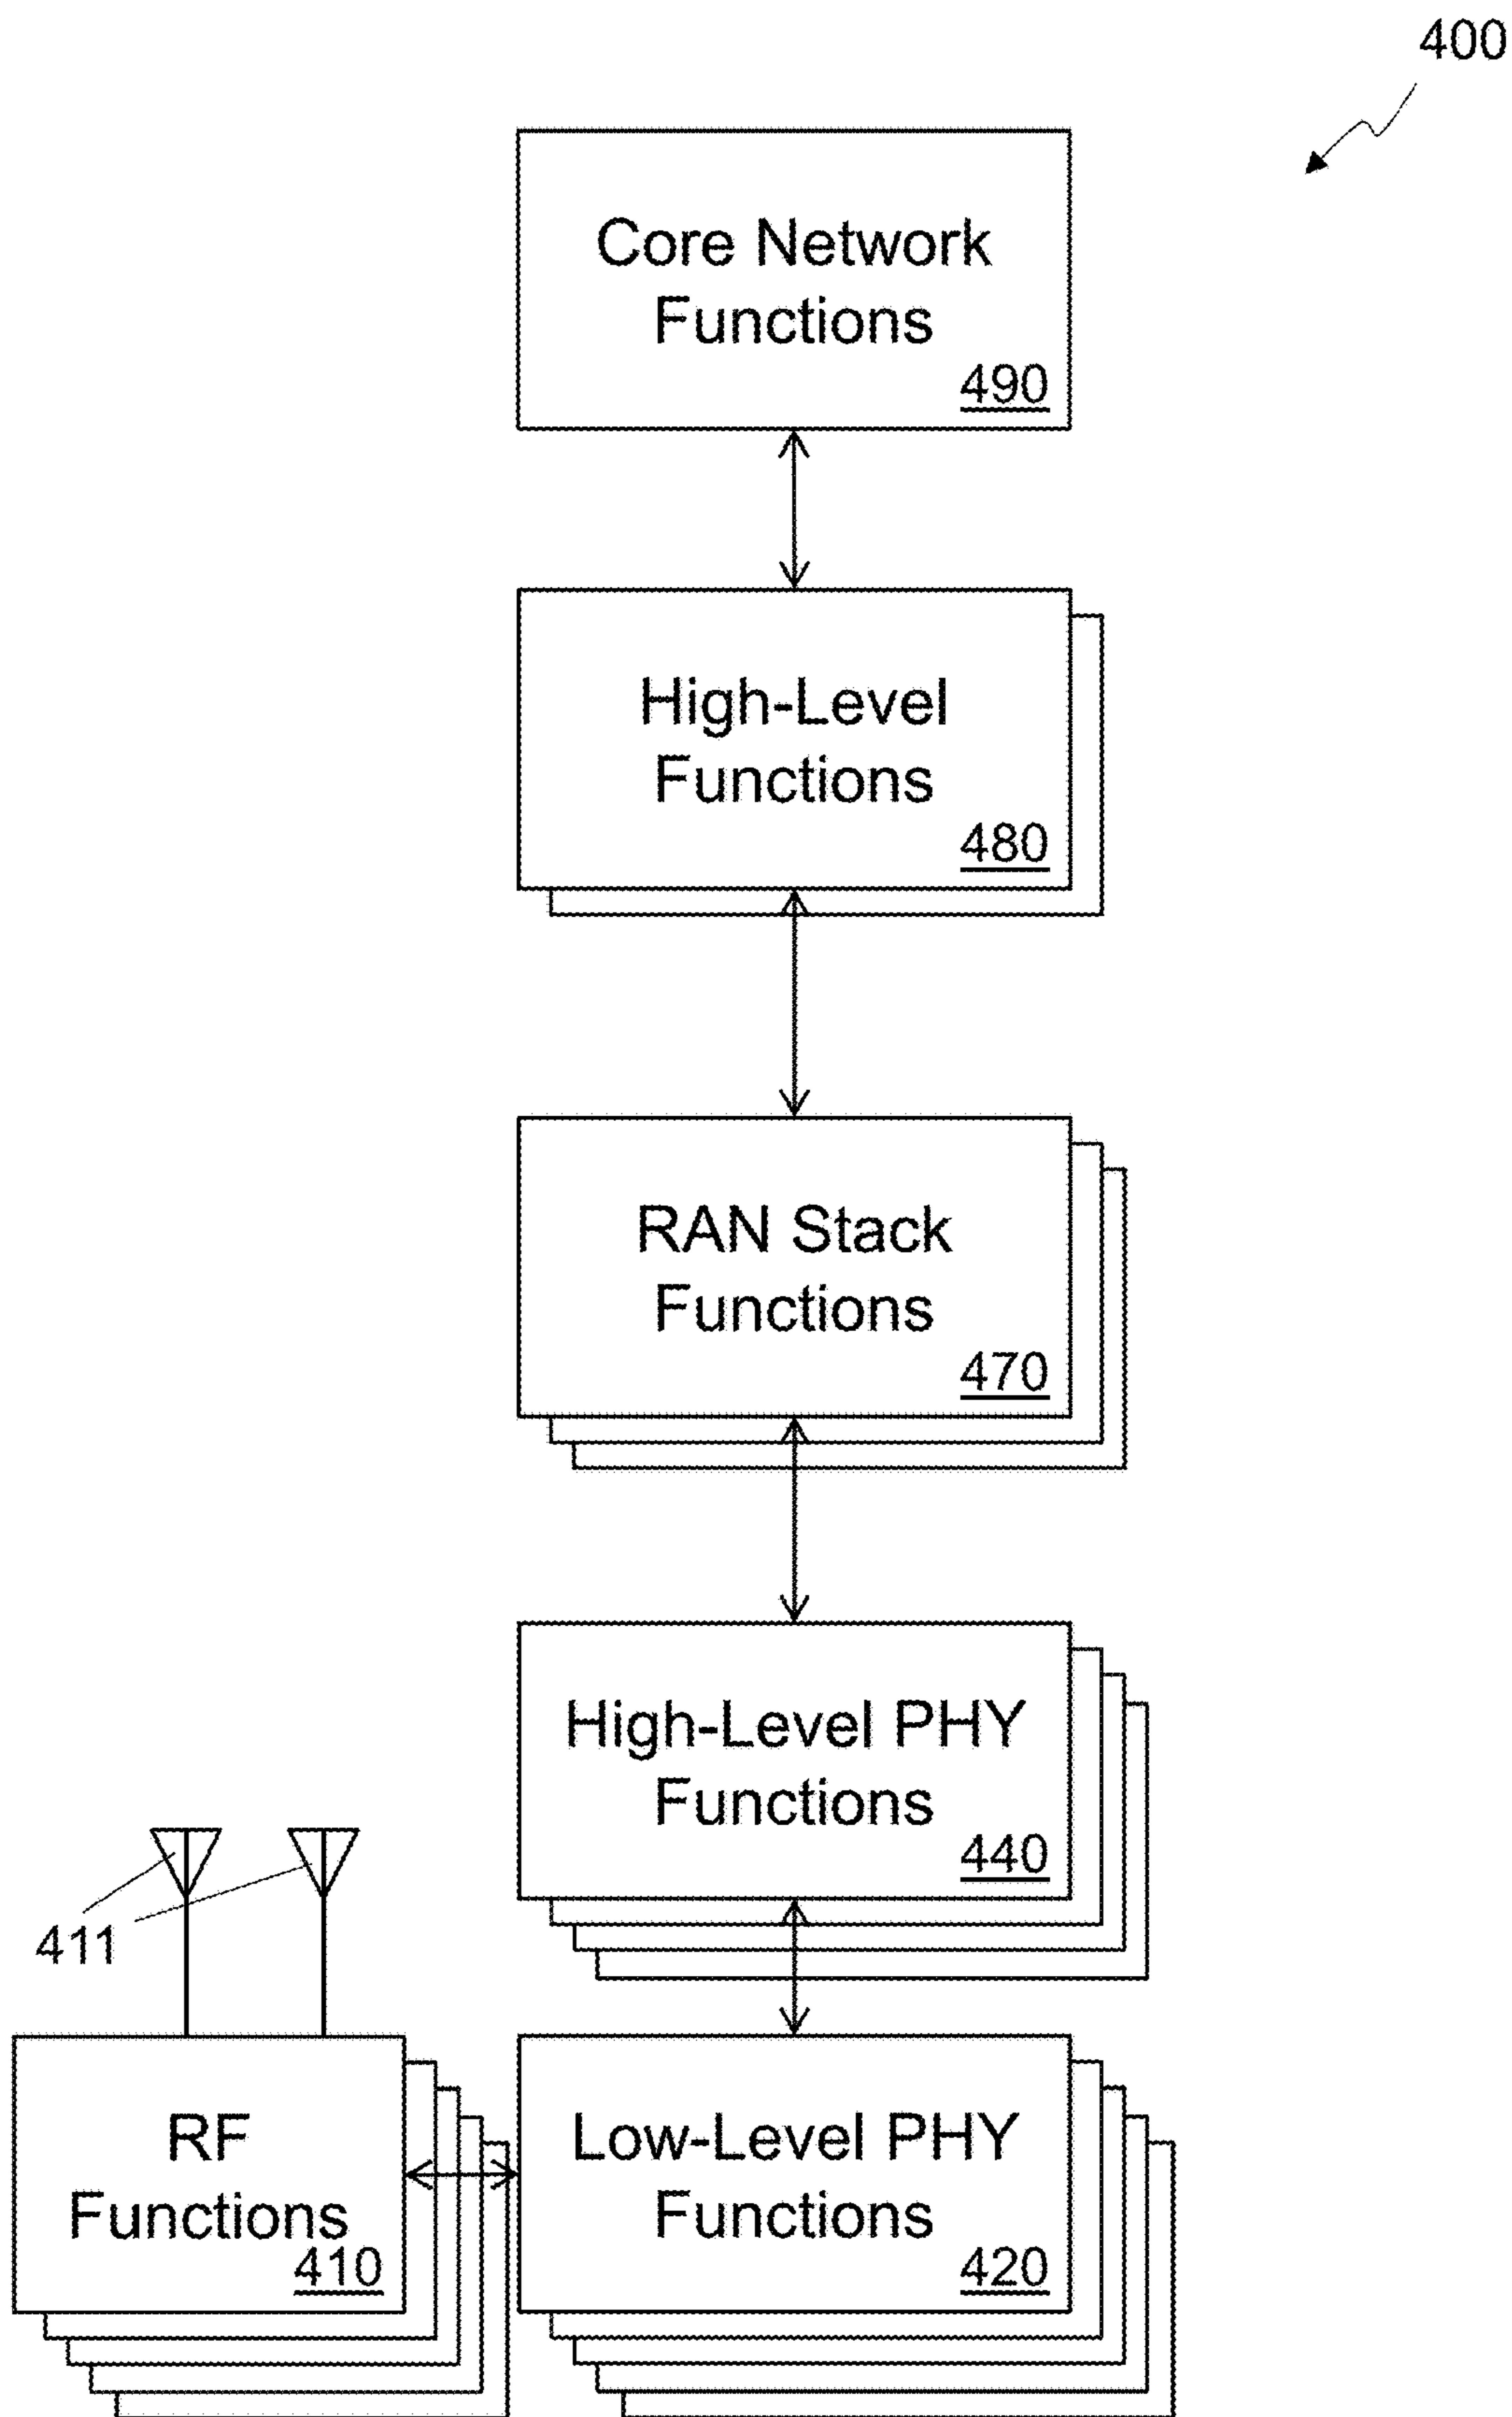 400
Core Network
Functions
490
High-Level
Functions
480
RAN Stack
Functions
470
High-Level PHY
Functions
440
411
RF
Functions
410
Low-Level PHY
Functions
420